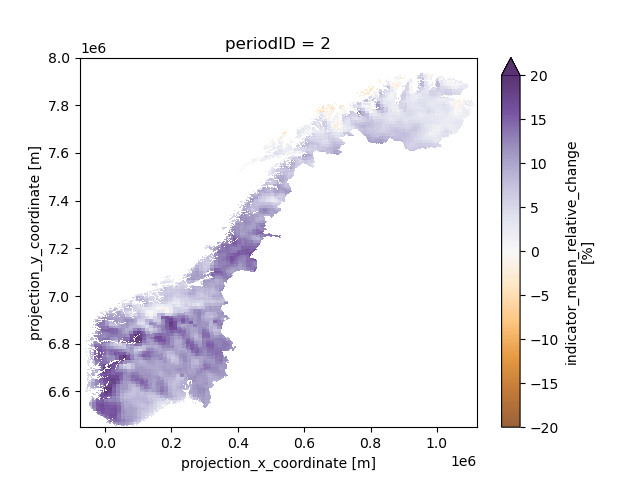 periodID = 2
1e6
8.0
7.8
7.6
7.4
7.2
7.0
6.8
6.6
projection_y_coordinate [m]
0.0 0.2 0.4 0.6 0.8 1.0
1e6
projection_x_coordinate [m]
20
15
10
5
0
−5
−10
−15
−20
indicator_mean_relative_change
[%]